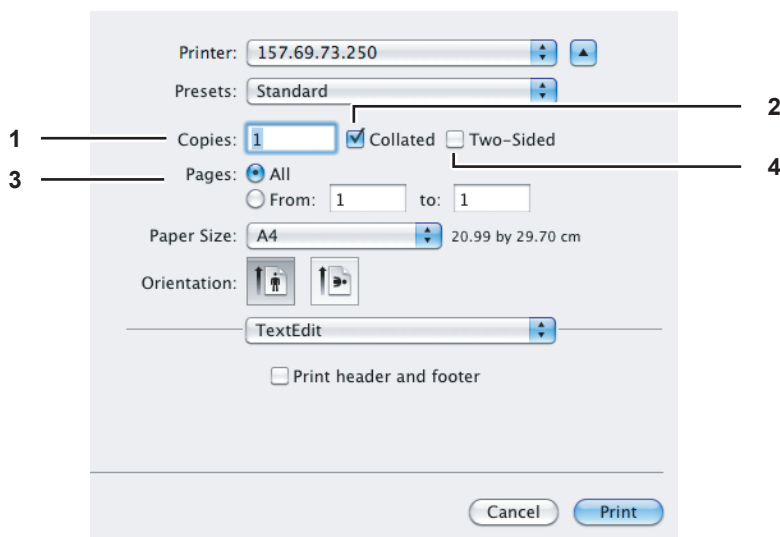 Printer: 157.69.73.250
Presets: Standard
2
1 Copies: 1 Collated Two-Sided
4
3 Pages: All
From: 1 to: 1
Paper Size: A4 20.99 by 29.70 cm
Orientation:
TextEdit
Print header and footer
Cancel Print